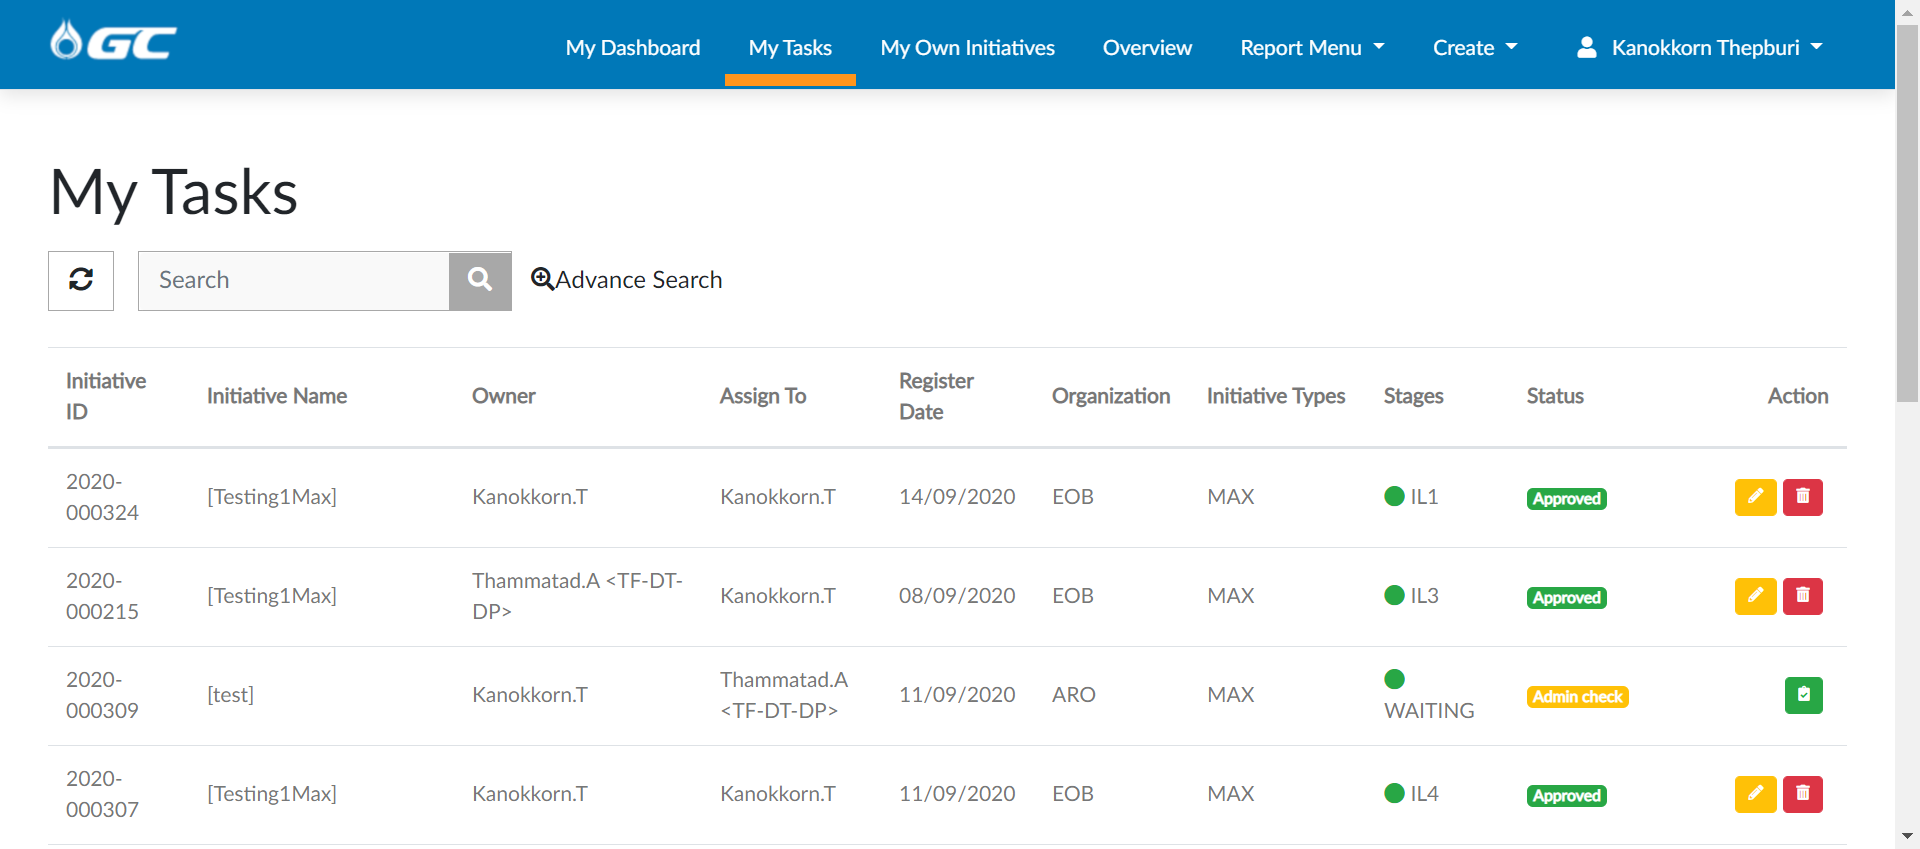 GC
My Dashboard
My Tasks
My Own Initiatives
Overview
Report Menu
Create
Kanokkorn Thepburi
My Tasks
Search
Advance Search
Initiative
ID
Initiative Name
Owner
Assign To
Register
Date
Organization
Initiative Types
Stages
Status
Action
2020-
000324
[Testing1Max]
Kanokkorn.T
Kanokkorn.T
14/09/2020
EOB
MAX
IL1
Approved
2020-
000215
[Testing1Max]
Thammatad.A <TF-DT-
DP>
Kanokkorn.T
08/09/2020
EOB
MAX
IL3
Approved
2020-
000309
[test]
Kanokkorn.T
Thammatad.A
<TF-DT-DP>
11/09/2020
ARO
MAX
WAITING
Admin check
2020-
000307
[Testing1Max]
Kanokkorn.T
Kanokkorn.T
11/09/2020
EOB
MAX
IL4
Approved